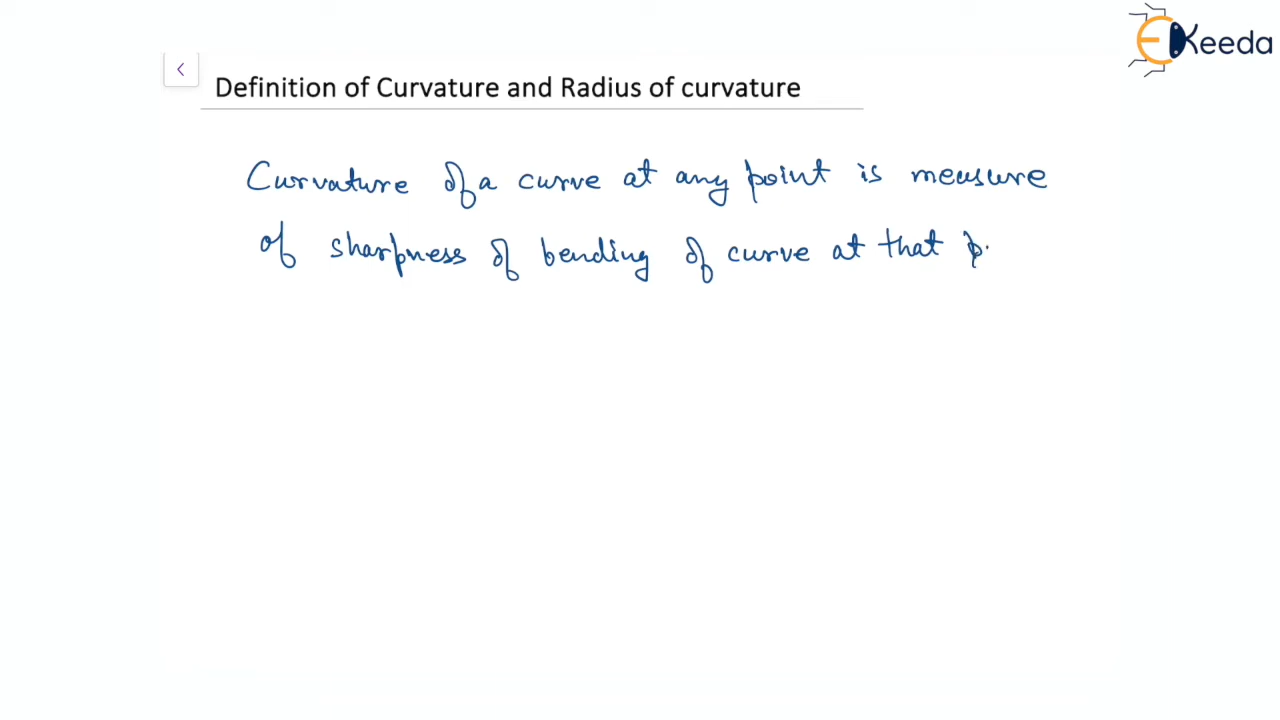 EKeeda
Definition of Curvature and Radius of curvature
Curvature of a curve at any point is measure
of sharpness of bending of curve at that p